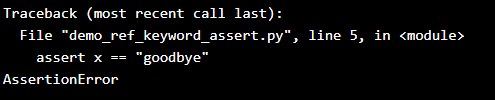 Traceback (most recent call last):
  File "demo_ref_keyword_assert.py", line 5, in <module>
    assert x == "goodbye"
AssertionError